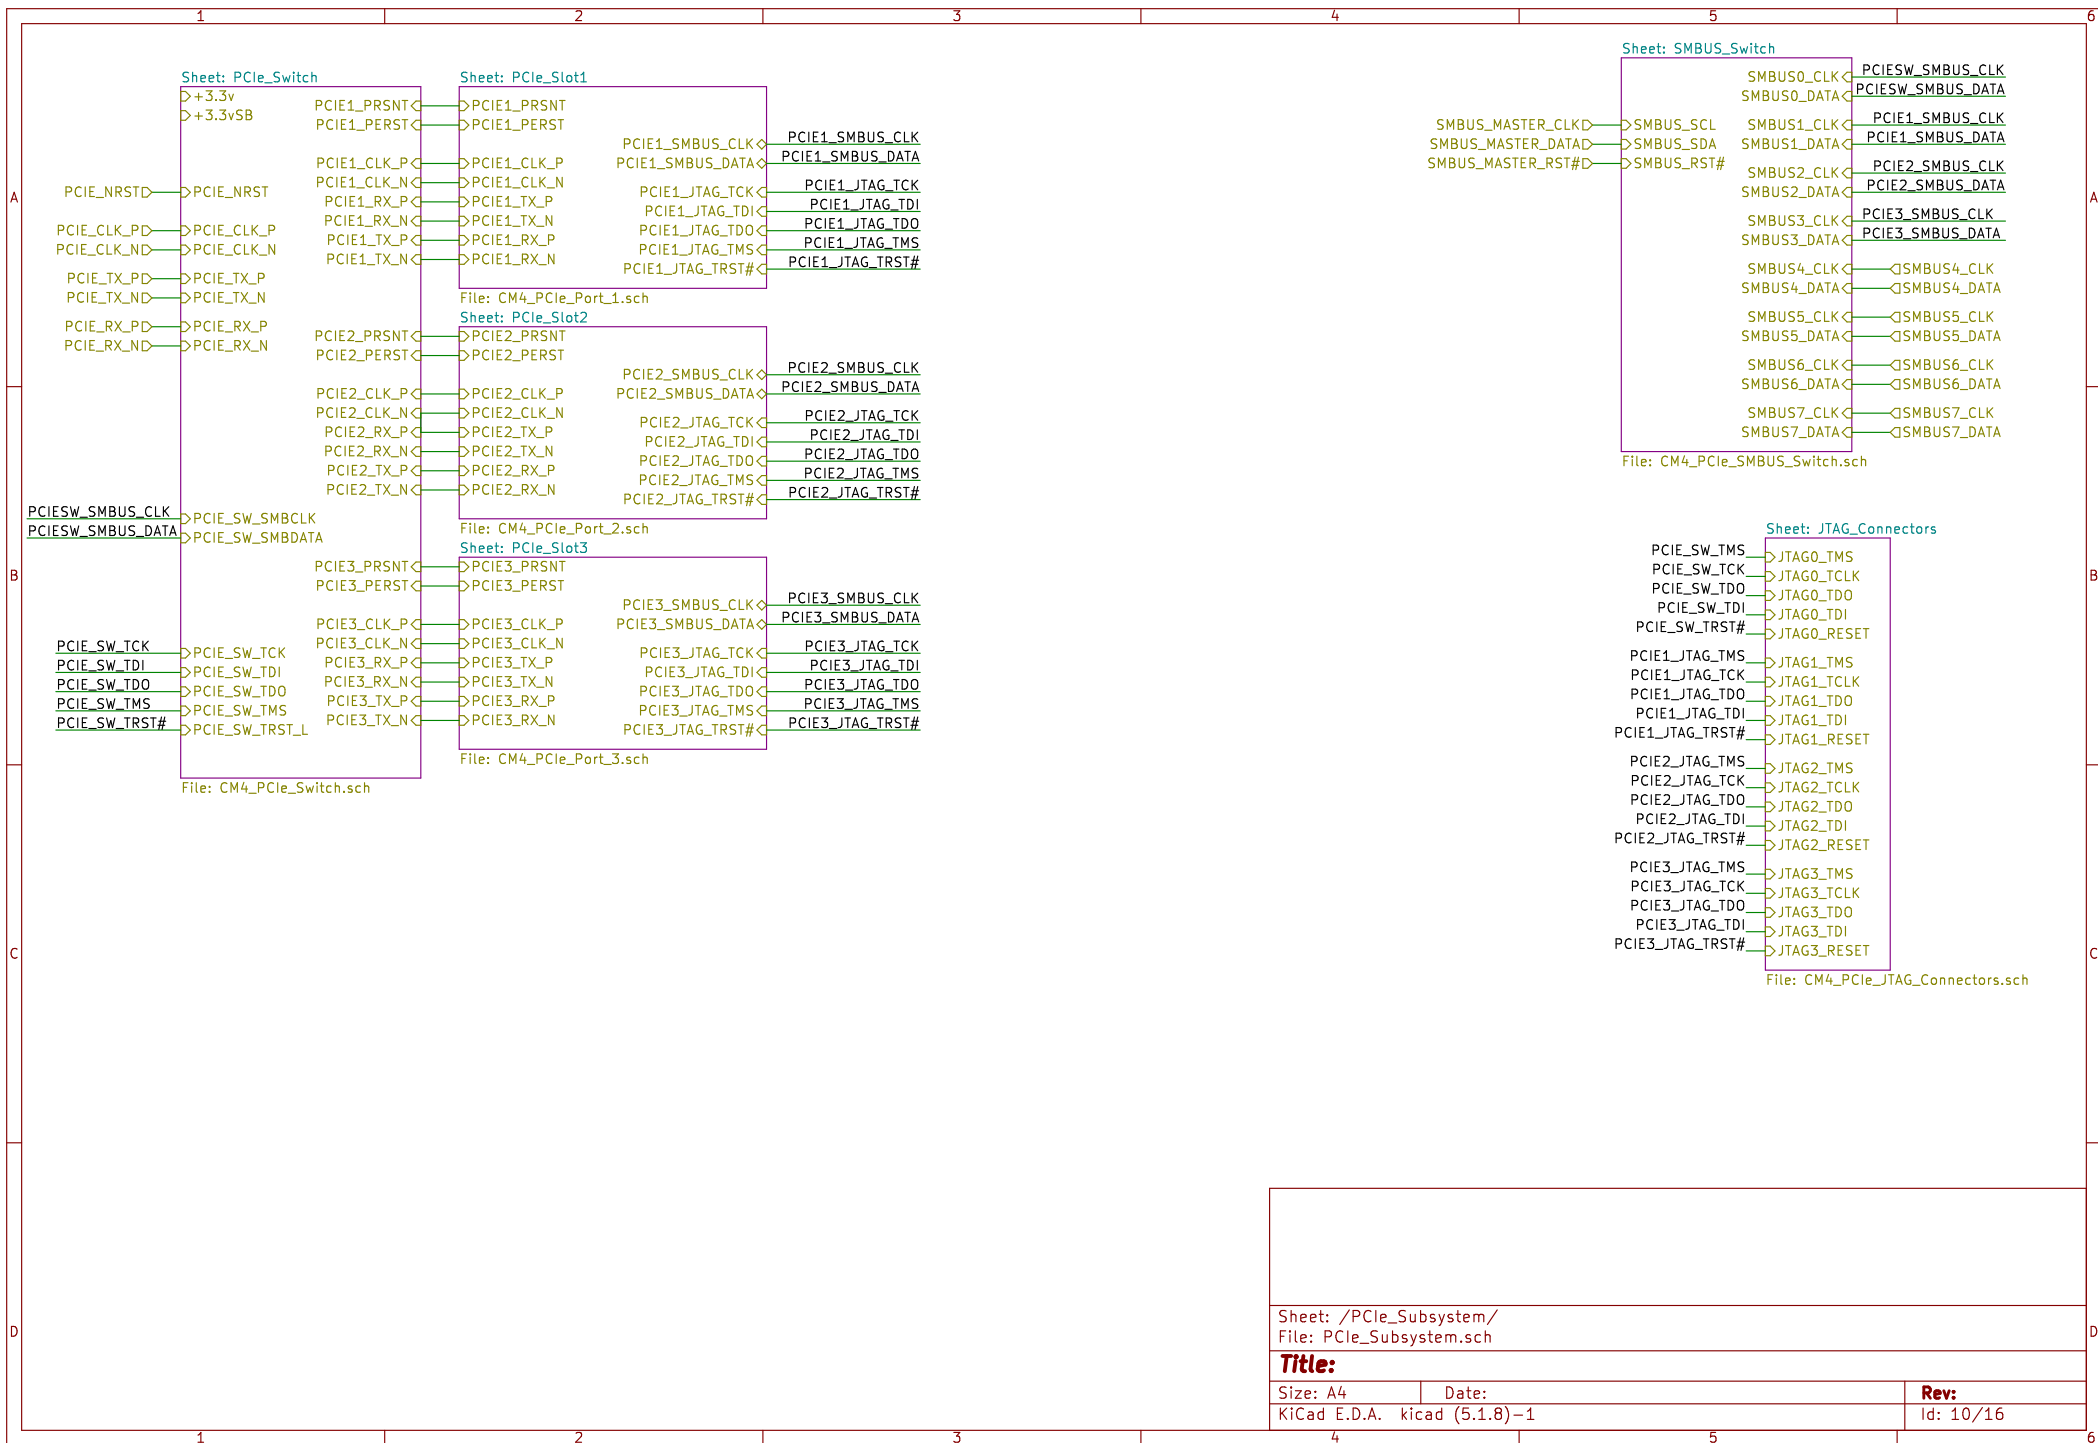 1 2 3 4 5 6
A A
B B
C C
D D
1 2 3 4 5 6
Sheet: PCIe_Switch
+3.3v
+3.3vSB
PCIE_NRST PCIE_NRST
PCIE_CLK_P PCIE_CLK_P
PCIE_CLK_N PCIE_CLK_N
PCIE_TX_P PCIE_TX_P
PCIE_TX_N PCIE_TX_N
PCIE_RX_P PCIE_RX_P
PCIE_RX_N PCIE_RX_N
PCIESW_SMBUS_CLK PCIE_SW_SMBCLK
PCIESW_SMBUS_DATA PCIE_SW_SMBDATA
PCIE_SW_TCK PCIE_SW_TCK
PCIE_SW_TDI PCIE_SW_TDI
PCIE_SW_TDO PCIE_SW_TDO
PCIE_SW_TMS PCIE_SW_TMS
PCIE_SW_TRST# PCIE_SW_TRST_L
PCIE1_PRSNT
PCIE1_PERST
PCIE1_CLK_P
PCIE1_CLK_N
PCIE1_RX_P
PCIE1_RX_N
PCIE1_TX_P
PCIE1_TX_N
PCIE2_PRSNT
PCIE2_PERST
PCIE2_CLK_P
PCIE2_CLK_N
PCIE2_RX_P
PCIE2_RX_N
PCIE2_TX_P
PCIE2_TX_N
PCIE3_PRSNT
PCIE3_PERST
PCIE3_CLK_P
PCIE3_CLK_N
PCIE3_RX_P
PCIE3_RX_N
PCIE3_TX_P
PCIE3_TX_N
File: CM4_PCIe_Switch.sch
Sheet: PCIe_Slot1
PCIE1_PRSNT
PCIE1_PERST
PCIE1_CLK_P
PCIE1_CLK_N
PCIE1_TX_P
PCIE1_TX_N
PCIE1_RX_P
PCIE1_RX_N
PCIE1_SMBUS_CLK PCIE1_SMBUS_CLK
PCIE1_SMBUS_DATA PCIE1_SMBUS_DATA
PCIE1_JTAG_TCK PCIE1_JTAG_TCK
PCIE1_JTAG_TDI PCIE1_JTAG_TDI
PCIE1_JTAG_TDO PCIE1_JTAG_TDO
PCIE1_JTAG_TMS PCIE1_JTAG_TMS
PCIE1_JTAG_TRST# PCIE1_JTAG_TRST#
File: CM4_PCIe_Port_1.sch
Sheet: PCIe_Slot2
PCIE2_PRSNT
PCIE2_PERST
PCIE2_CLK_P
PCIE2_CLK_N
PCIE2_TX_P
PCIE2_TX_N
PCIE2_RX_P
PCIE2_RX_N
PCIE2_SMBUS_CLK PCIE2_SMBUS_CLK
PCIE2_SMBUS_DATA PCIE2_SMBUS_DATA
PCIE2_JTAG_TCK PCIE2_JTAG_TCK
PCIE2_JTAG_TDI PCIE2_JTAG_TDI
PCIE2_JTAG_TDO PCIE2_JTAG_TDO
PCIE2_JTAG_TMS PCIE2_JTAG_TMS
PCIE2_JTAG_TRST# PCIE2_JTAG_TRST#
File: CM4_PCIe_Port_2.sch
Sheet: PCIe_Slot3
PCIE3_PRSNT
PCIE3_PERST
PCIE3_CLK_P
PCIE3_CLK_N
PCIE3_TX_P
PCIE3_TX_N
PCIE3_RX_P
PCIE3_RX_N
PCIE3_SMBUS_CLK PCIE3_SMBUS_CLK
PCIE3_SMBUS_DATA PCIE3_SMBUS_DATA
PCIE3_JTAG_TCK PCIE3_JTAG_TCK
PCIE3_JTAG_TDI PCIE3_JTAG_TDI
PCIE3_JTAG_TDO PCIE3_JTAG_TDO
PCIE3_JTAG_TMS PCIE3_JTAG_TMS
PCIE3_JTAG_TRST# PCIE3_JTAG_TRST#
File: CM4_PCIe_Port_3.sch
Sheet: SMBUS_Switch
SMBUS_MASTER_CLK SMBUS_SCL
SMBUS_MASTER_DATA SMBUS_SDA
SMBUS_MASTER_RST# SMBUS_RST#
SMBUS0_CLK PCIESW_SMBUS_CLK
SMBUS0_DATA PCIESW_SMBUS_DATA
SMBUS1_CLK PCIE1_SMBUS_CLK
SMBUS1_DATA PCIE1_SMBUS_DATA
SMBUS2_CLK PCIE2_SMBUS_CLK
SMBUS2_DATA PCIE2_SMBUS_DATA
SMBUS3_CLK PCIE3_SMBUS_CLK
SMBUS3_DATA PCIE3_SMBUS_DATA
SMBUS4_CLK SMBUS4_CLK
SMBUS4_DATA SMBUS4_DATA
SMBUS5_CLK SMBUS5_CLK
SMBUS5_DATA SMBUS5_DATA
SMBUS6_CLK SMBUS6_CLK
SMBUS6_DATA SMBUS6_DATA
SMBUS7_CLK SMBUS7_CLK
SMBUS7_DATA SMBUS7_DATA
File: CM4_PCIe_SMBUS_Switch.sch
Sheet: JTAG_Connectors
PCIE_SW_TMS JTAG0_TMS
PCIE_SW_TCK JTAG0_TCLK
PCIE_SW_TDO JTAG0_TDO
PCIE_SW_TDI JTAG0_TDI
PCIE_SW_TRST# JTAG0_RESET
PCIE1_JTAG_TMS JTAG1_TMS
PCIE1_JTAG_TCK JTAG1_TCLK
PCIE1_JTAG_TDO JTAG1_TDO
PCIE1_JTAG_TDI JTAG1_TDI
PCIE1_JTAG_TRST# JTAG1_RESET
PCIE2_JTAG_TMS JTAG2_TMS
PCIE2_JTAG_TCK JTAG2_TCLK
PCIE2_JTAG_TDO JTAG2_TDO
PCIE2_JTAG_TDI JTAG2_TDI
PCIE2_JTAG_TRST# JTAG2_RESET
PCIE3_JTAG_TMS JTAG3_TMS
PCIE3_JTAG_TCK JTAG3_TCLK
PCIE3_JTAG_TDO JTAG3_TDO
PCIE3_JTAG_TDI JTAG3_TDI
PCIE3_JTAG_TRST# JTAG3_RESET
File: CM4_PCIe_JTAG_Connectors.sch
Sheet: /PCIe_Subsystem/
File: PCIe_Subsystem.sch
Title:
Size: A4 Date: Rev:
KiCad E.D.A. kicad (5.1.8)-1 Id: 10/16